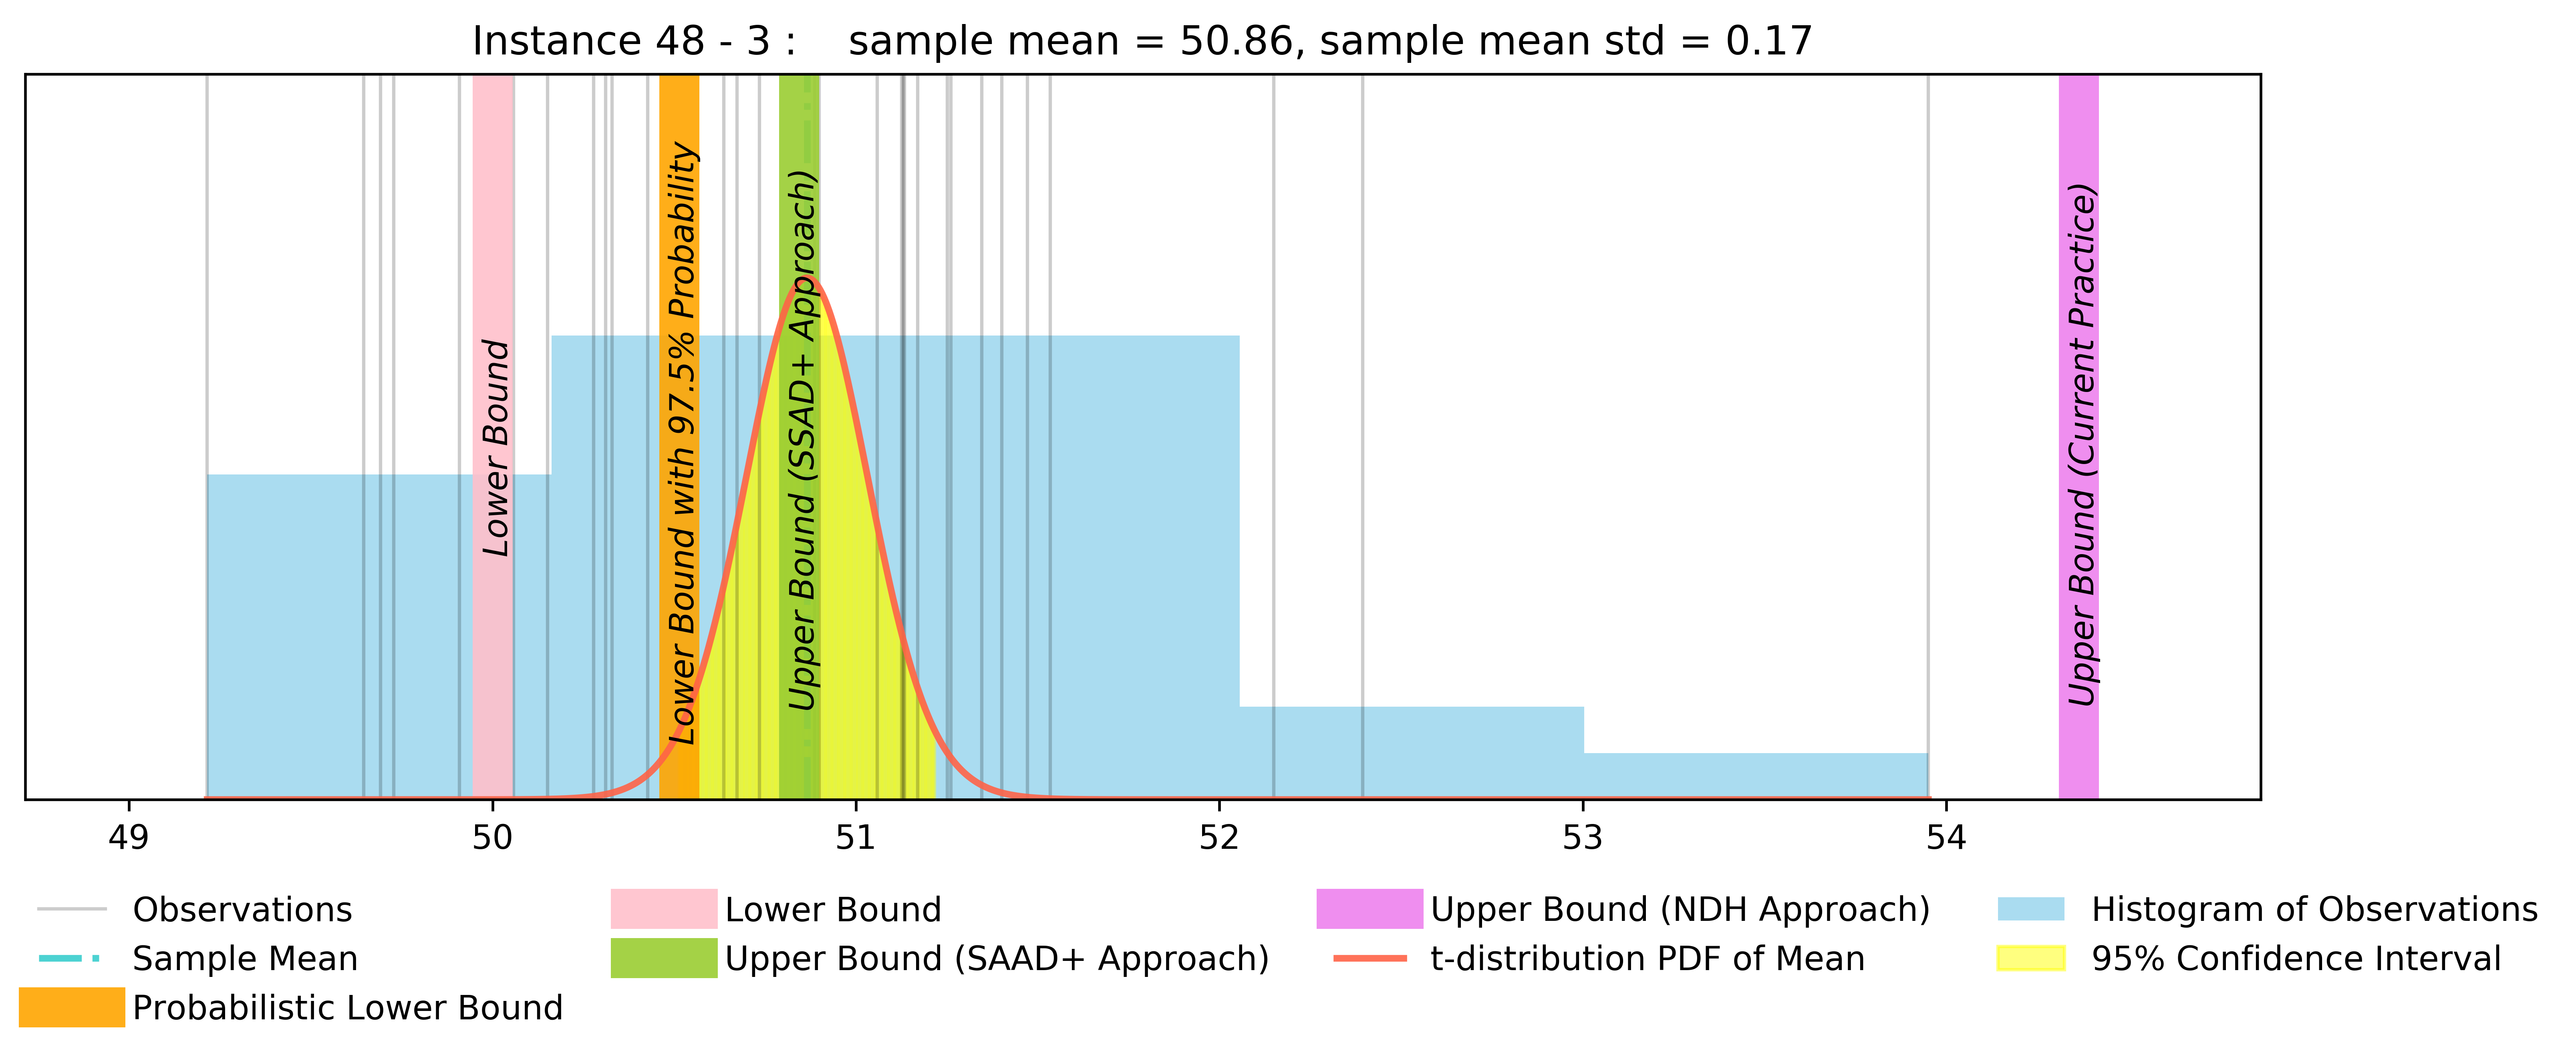 Instance 48 - 3 :    sample mean = 50.86, sample mean std = 0.17
Lower Bound
Lower Bound with 97.5% Probability
Upper Bound (SSAD+ Approach)
Upper Bound (Current Practice)
49 50 51 52 53 54
Observations
Sample Mean
Probabilistic Lower Bound
Lower Bound
Upper Bound (SAAD+ Approach)
Upper Bound (NDH Approach)
t-distribution PDF of Mean
Histogram of Observations
95% Confidence Interval